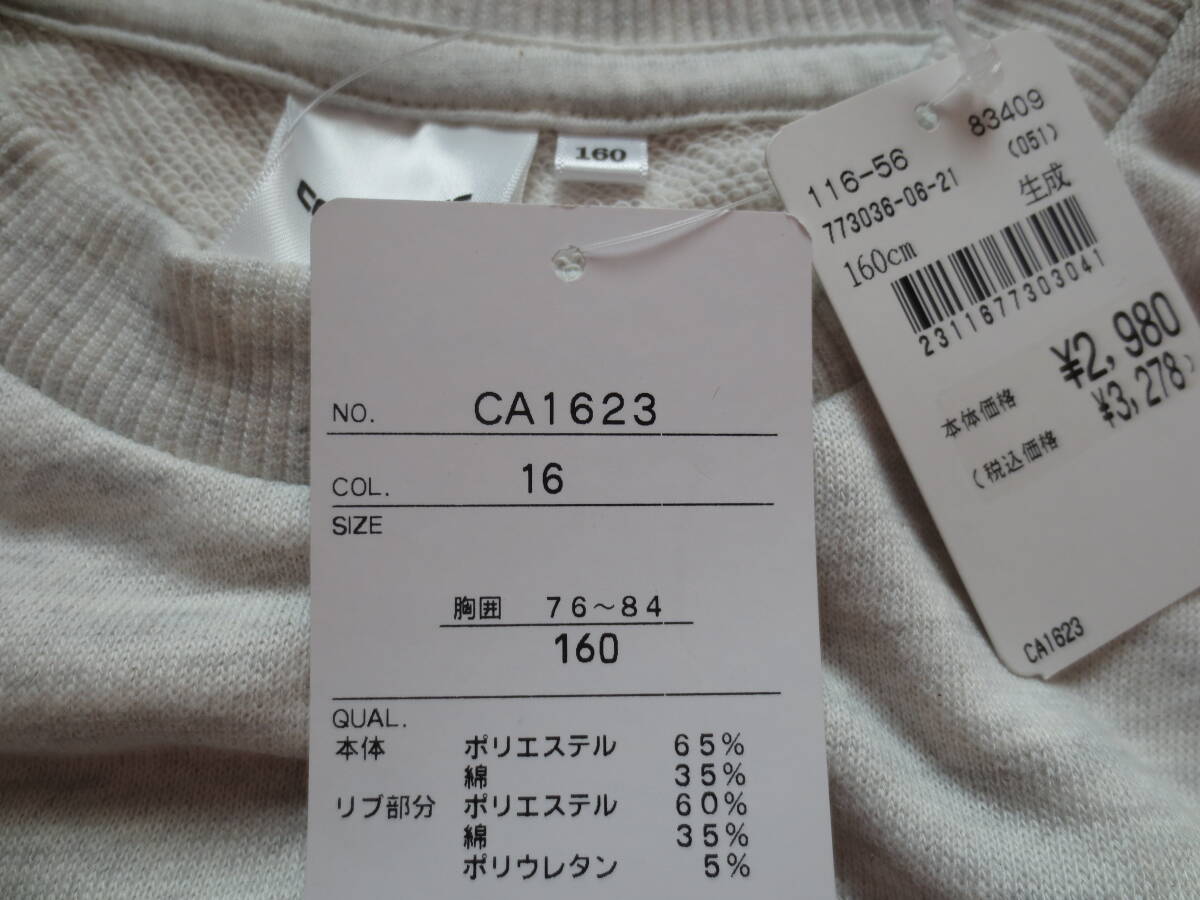 160
NO. CA1623
COL. 16
SIZE
胸囲 76～84
160
QUAL.
本体 ポリエステル 65%
綿 35%
リブ部分 ポリエステル 60%
綿 35%
ポリウレタン 5%
83409
116-56 (051)
773036-06-21 生成
160cm
2311677303041
本体価格 ¥2,980
(税込価格 ¥3,278)
CA1623